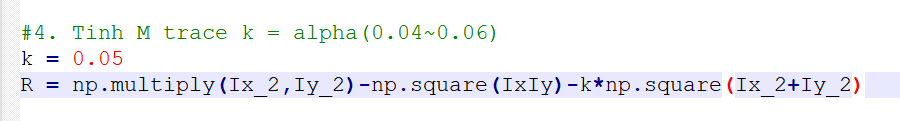 #4. Tinh M trace k = alpha(0.04~0.06)
k = 0.05
R = np.multiply(Ix_2,Iy_2)-np.square(IxIy)-k*np.square(Ix_2+Iy_2)